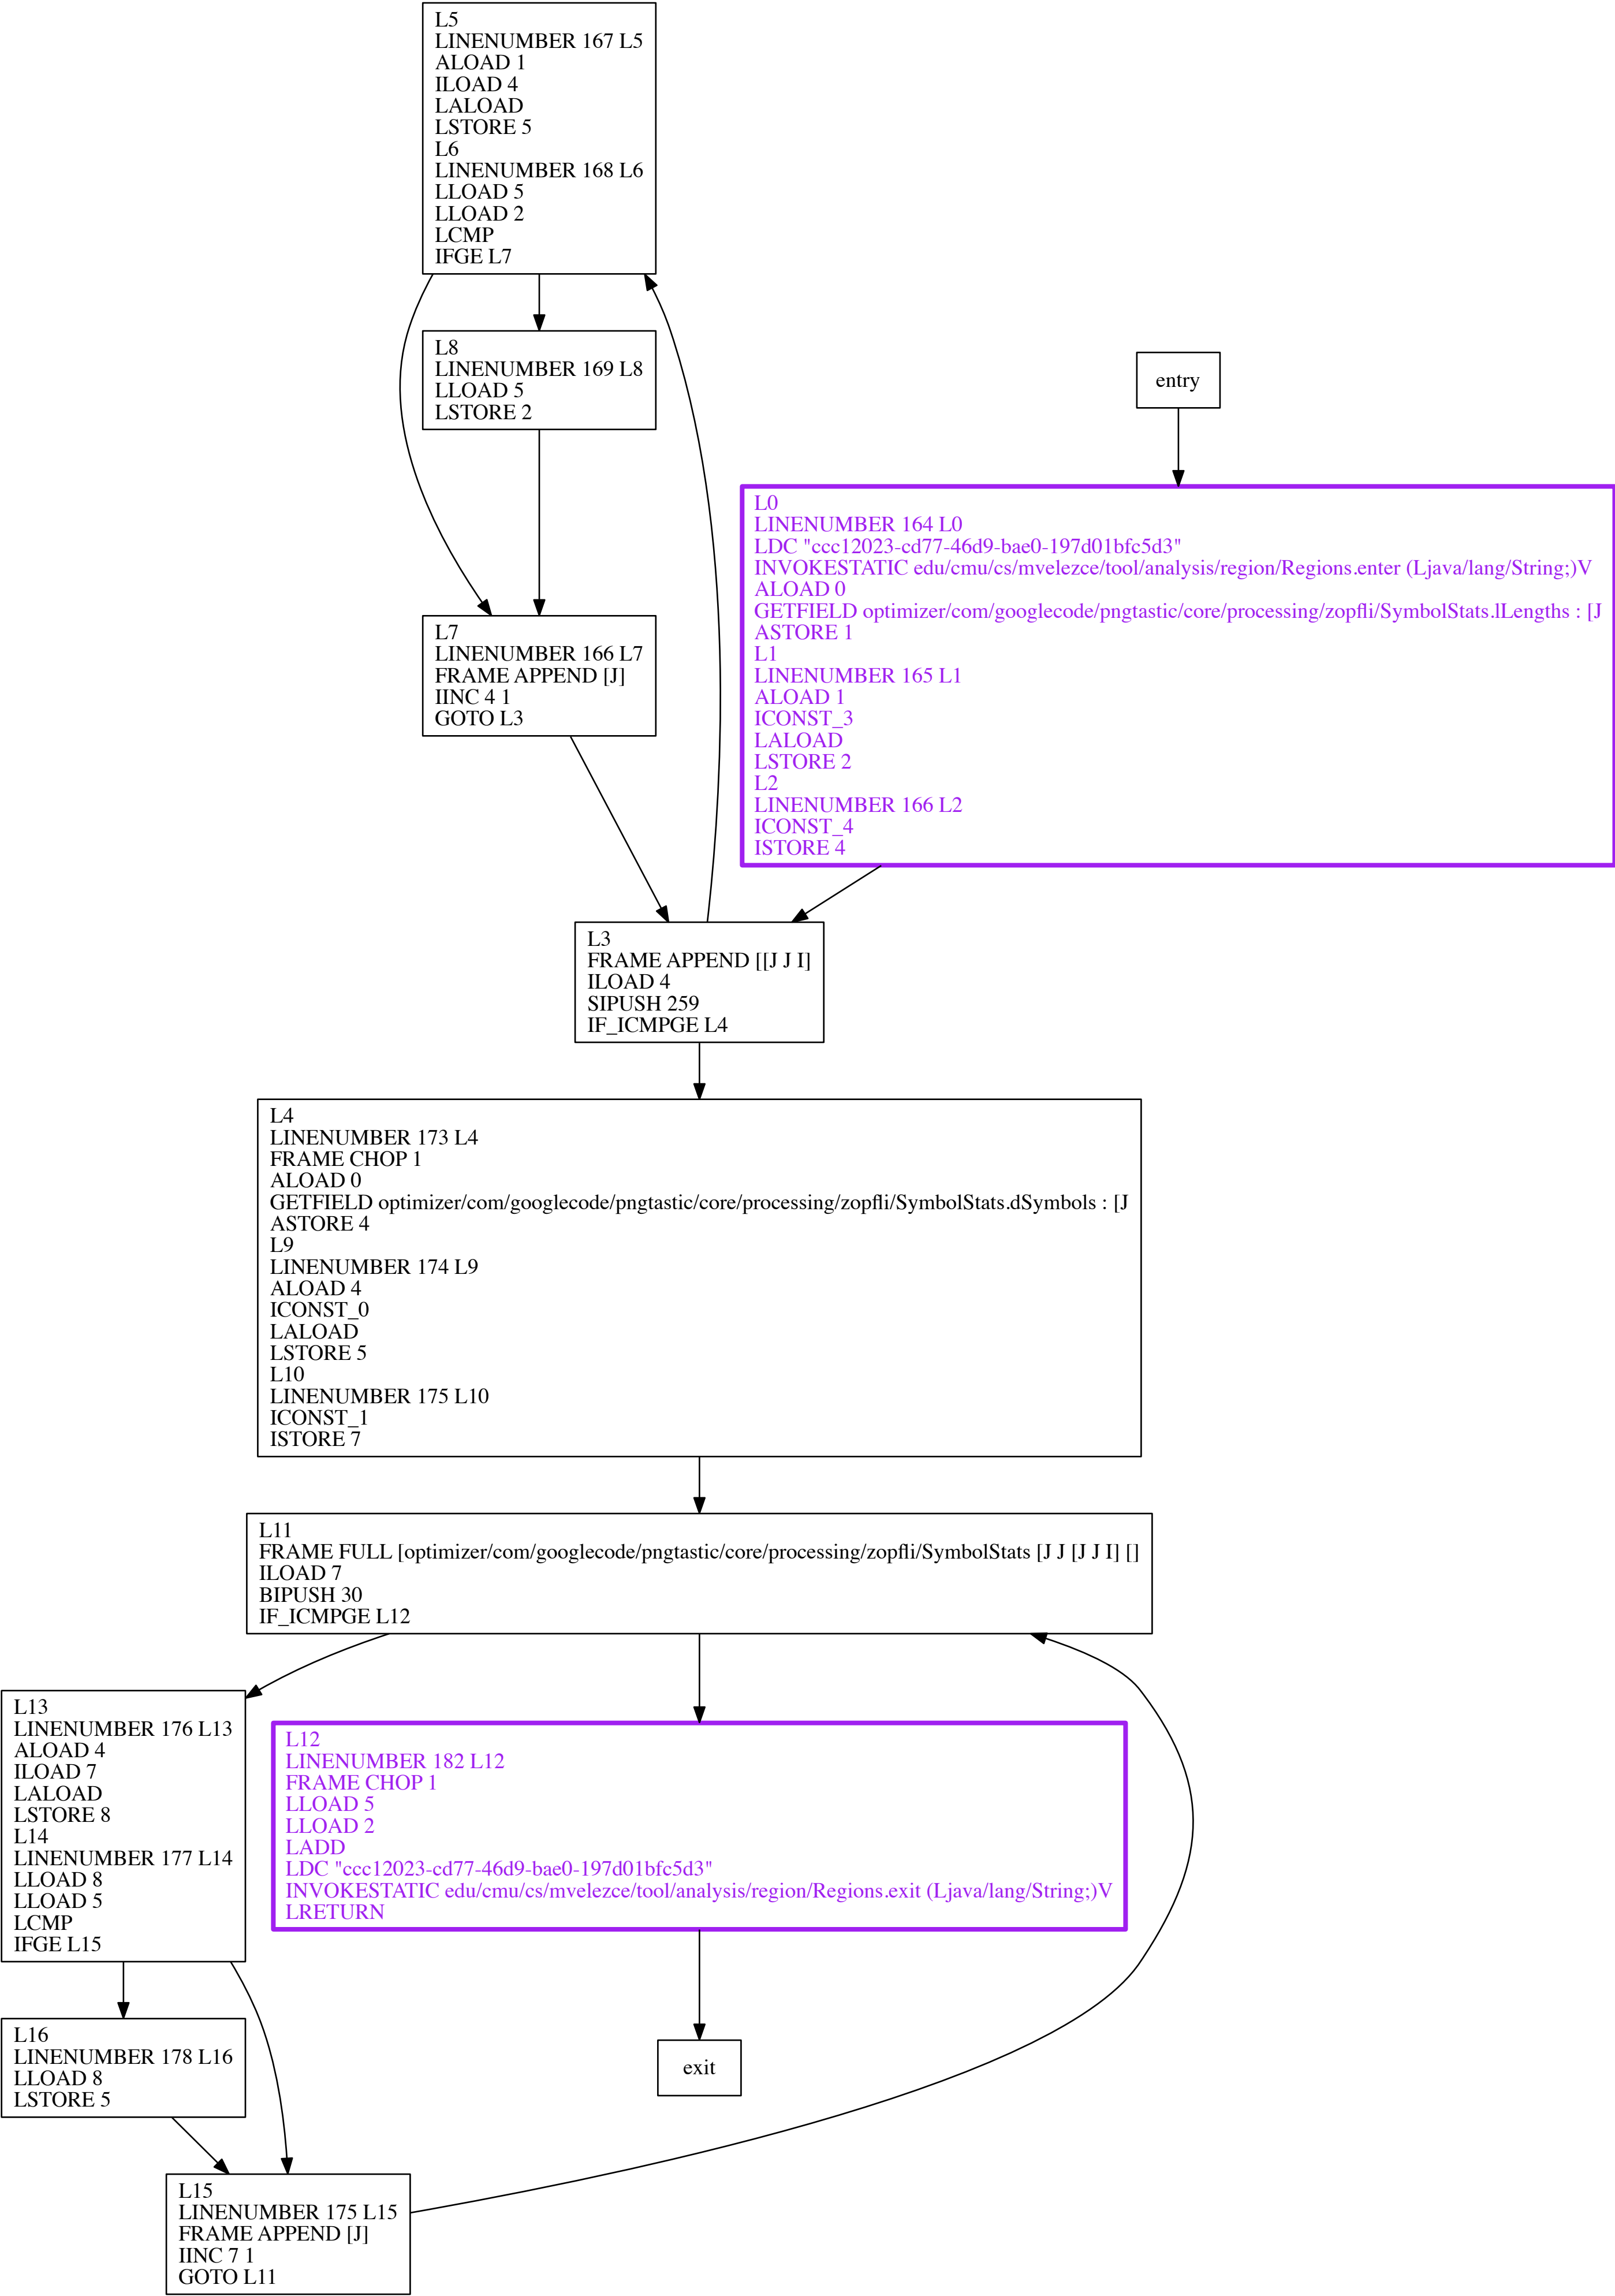 L5
LINENUMBER 167 L5
ALOAD 1
ILOAD 4
LALOAD
LSTORE 5
L6
LINENUMBER 168 L6
LLOAD 5
LLOAD 2
LCMP
IFGE L7
L8
LINENUMBER 169 L8
LLOAD 5
LSTORE 2
entry
L0
LINENUMBER 164 L0
LDC "ccc12023-cd77-46d9-bae0-197d01bfc5d3"
INVOKESTATIC edu/cmu/cs/mvelezce/tool/analysis/region/Regions.enter (Ljava/lang/String;)V
ALOAD 0
GETFIELD optimizer/com/googlecode/pngtastic/core/processing/zopfli/SymbolStats.lLengths : [J
ASTORE 1
L1
LINENUMBER 165 L1
ALOAD 1
ICONST_3
LALOAD
LSTORE 2
L2
LINENUMBER 166 L2
ICONST_4
ISTORE 4
L7
LINENUMBER 166 L7
FRAME APPEND [J]
IINC 4 1
GOTO L3
L3
FRAME APPEND [[J J I]
ILOAD 4
SIPUSH 259
IF_ICMPGE L4
L4
LINENUMBER 173 L4
FRAME CHOP 1
ALOAD 0
GETFIELD optimizer/com/googlecode/pngtastic/core/processing/zopfli/SymbolStats.dSymbols : [J
ASTORE 4
L9
LINENUMBER 174 L9
ALOAD 4
ICONST_0
LALOAD
LSTORE 5
L10
LINENUMBER 175 L10
ICONST_1
ISTORE 7
L11
FRAME FULL [optimizer/com/googlecode/pngtastic/core/processing/zopfli/SymbolStats [J J [J J I] []
ILOAD 7
BIPUSH 30
IF_ICMPGE L12
L13
LINENUMBER 176 L13
ALOAD 4
ILOAD 7
LALOAD
LSTORE 8
L14
LINENUMBER 177 L14
LLOAD 8
LLOAD 5
LCMP
IFGE L15
L12
LINENUMBER 182 L12
FRAME CHOP 1
LLOAD 5
LLOAD 2
LADD
LDC "ccc12023-cd77-46d9-bae0-197d01bfc5d3"
INVOKESTATIC edu/cmu/cs/mvelezce/tool/analysis/region/Regions.exit (Ljava/lang/String;)V
LRETURN
L16
LINENUMBER 178 L16
LLOAD 8
LSTORE 5
exit
L15
LINENUMBER 175 L15
FRAME APPEND [J]
IINC 7 1
GOTO L11